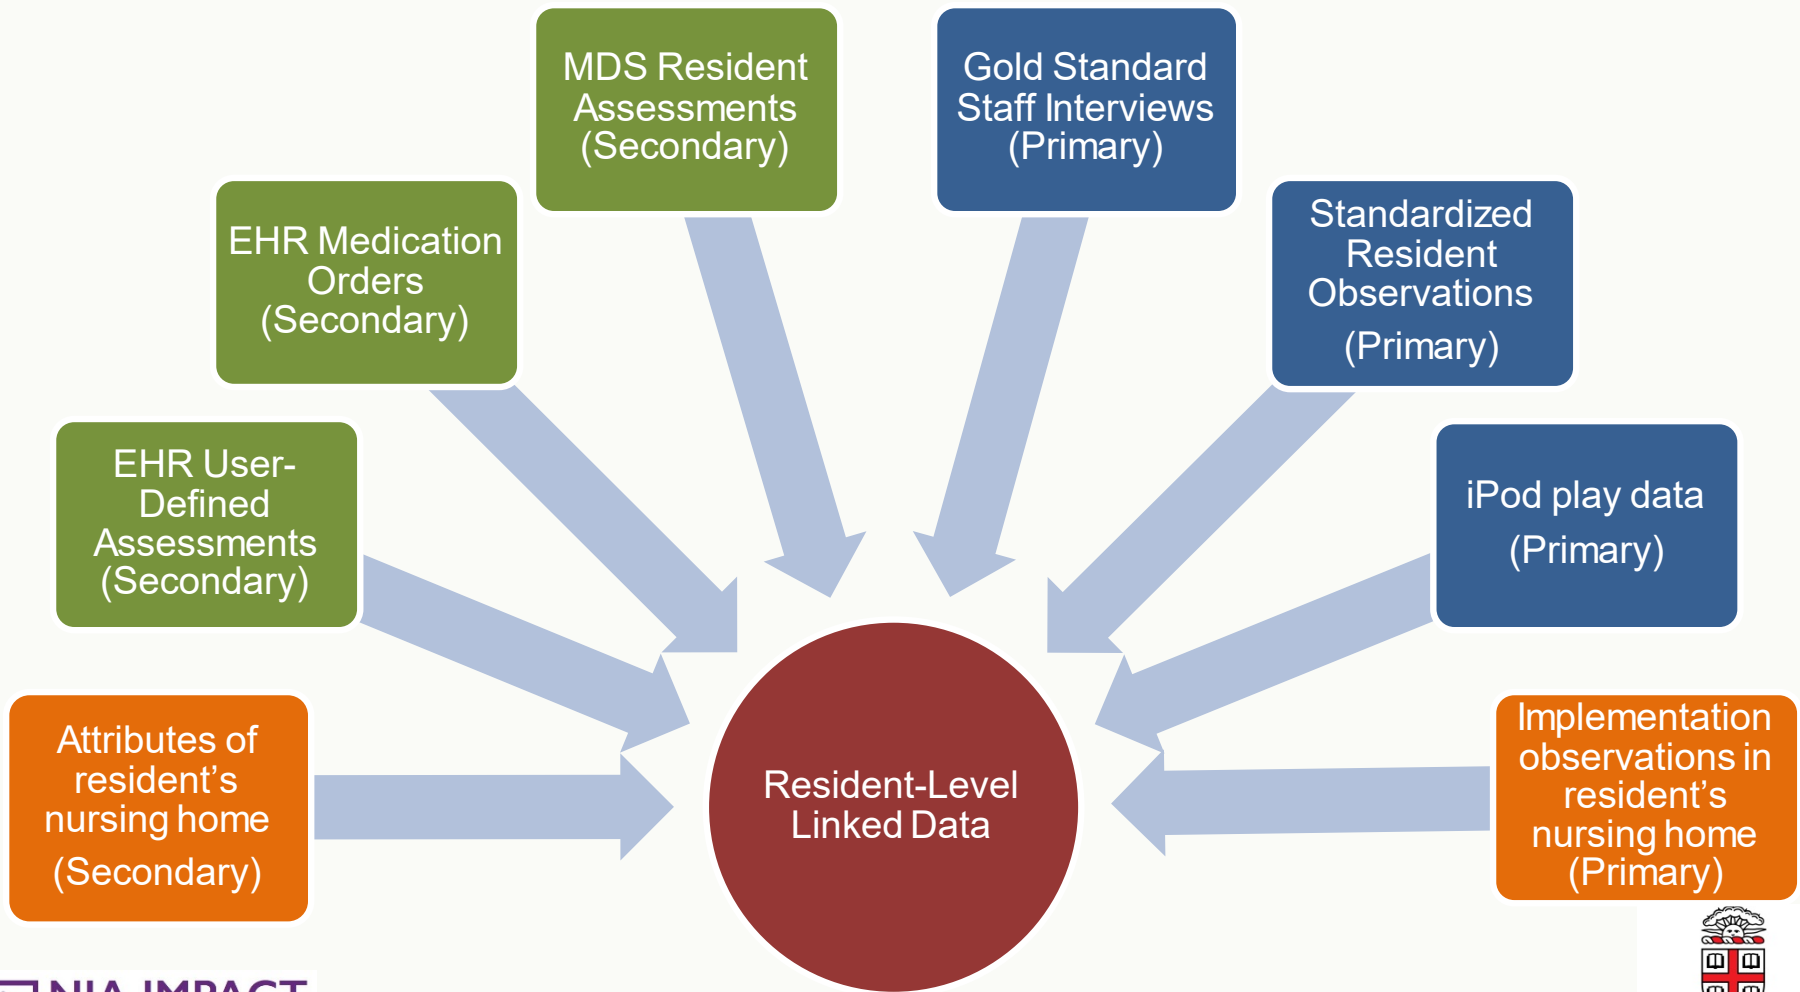 MDS Resident
Assessments
(Secondary)
Gold Standard
Staff Interviews
(Primary)
EHR Medication
Orders
(Secondary)
Standardized
Resident
Observations
(Primary)
EHR User-
Defined
Assessments
(Secondary)
iPod play data
(Primary)
Attributes of
resident’s
nursing home
(Secondary)
Resident-Level
Linked Data
Implementation
observations in
resident’s
nursing home
(Primary)
NIA IMPACT